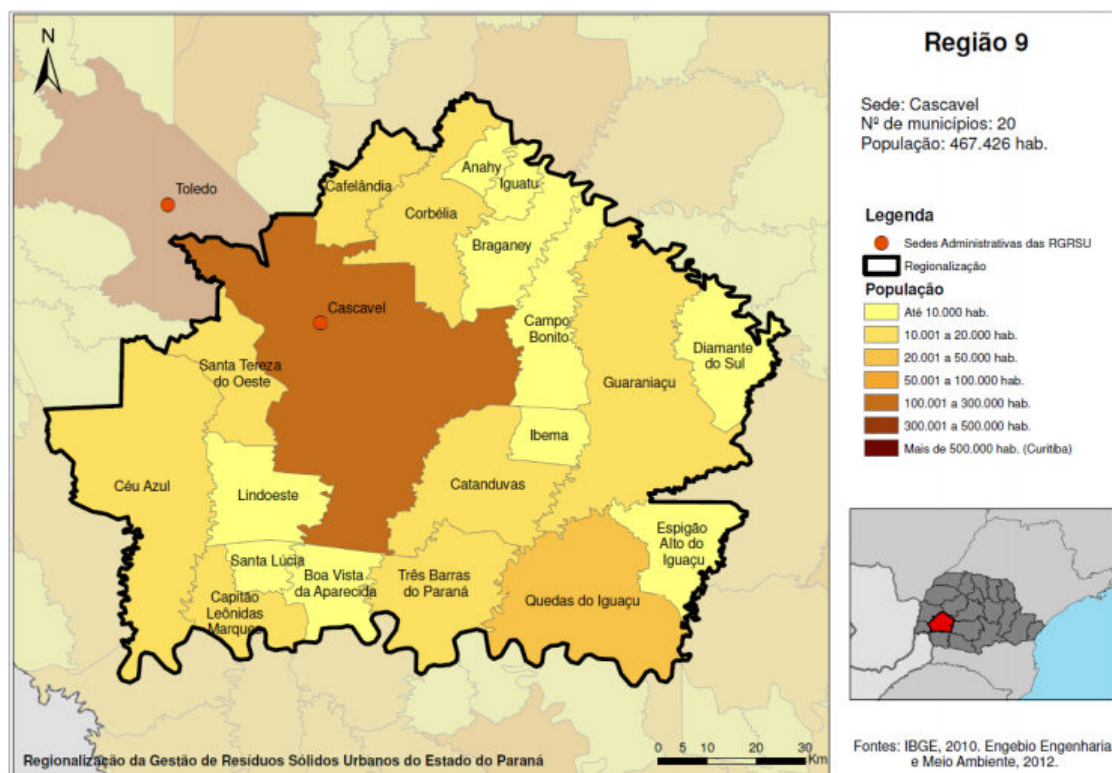 N
Toledo
Cafelândia
Anahy
Iguatu
Corbélia
Braganey
Cascavel
Campo
Bonito
Diamante
do Sul
Santa Tereza
do Oeste
Guaraniaçu
Ibema
Céu Azul
Lindoeste
Catanduvas
Espigão
Alto do
Iguaçu
Santa Lúcia
Boa Vista
da Aparecida
Três Barras
do Paraná
Capitão
Leônidas
Marques
Quedas do Iguaçu
Regionalização da Gestão de Resíduos Sólidos Urbanos do Estado do Paraná
0 5 10 20 30
Km
Região 9
Sede: Cascavel
Nº de municípios: 20
População: 467.426 hab.
Legenda
Sedes Administrativas das RGRSU
Regionalização
População
Até 10.000 hab.
10.001 a 20.000 hab.
20.001 a 50.000 hab.
50.001 a 100.000 hab.
100.001 a 300.000 hab.
300.001 a 500.000 hab.
Mais de 500.000 hab. (Curitiba)
Fontes: IBGE, 2010. Engebio Engenharia
e Meio Ambiente, 2012.